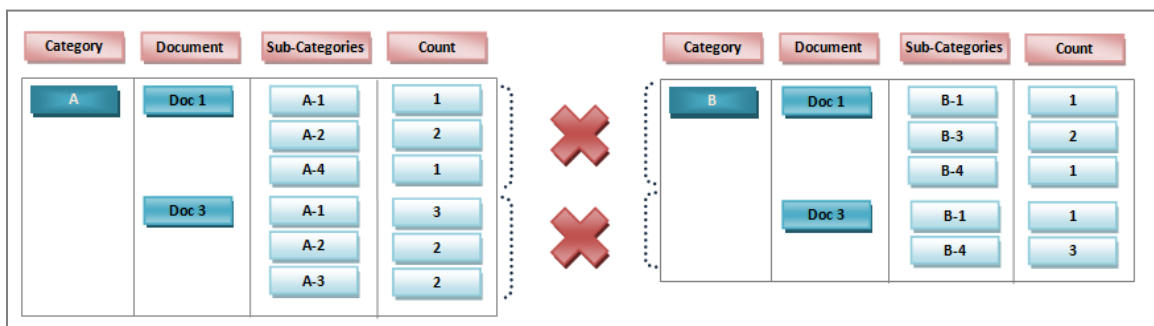 Category Document Sub-Categories Count Category Document Sub-Categories Count
A Doc 1 A-1 1 B Doc 1 B-1 1
A-2 2 B-3 2
A-4 1 B-4 1
Doc 3 A-1 3 Doc 3 B-1 1
A-2 2 B-4 3
A-3 2